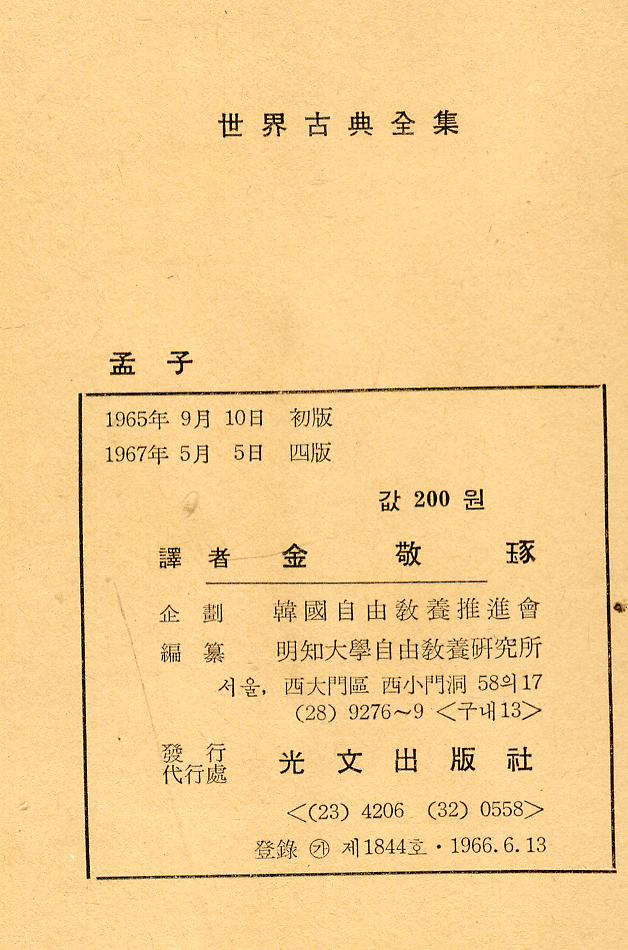 世界古典全集
孟子
1965年 9月 10日 初版
1967年 5月 5日 四版
값 200 원
譯者 金敬琢
企劃 韓國自由敎養推進會
編纂 明知大學自由敎養硏究所
서울, 西大門區 西小門洞 58의17
(28) 9276~9 <구내13>
發行
代行處 光文出版社
<(23) 4206 (32) 0558>
登錄 ㉮ 제1844호·1966.6.13